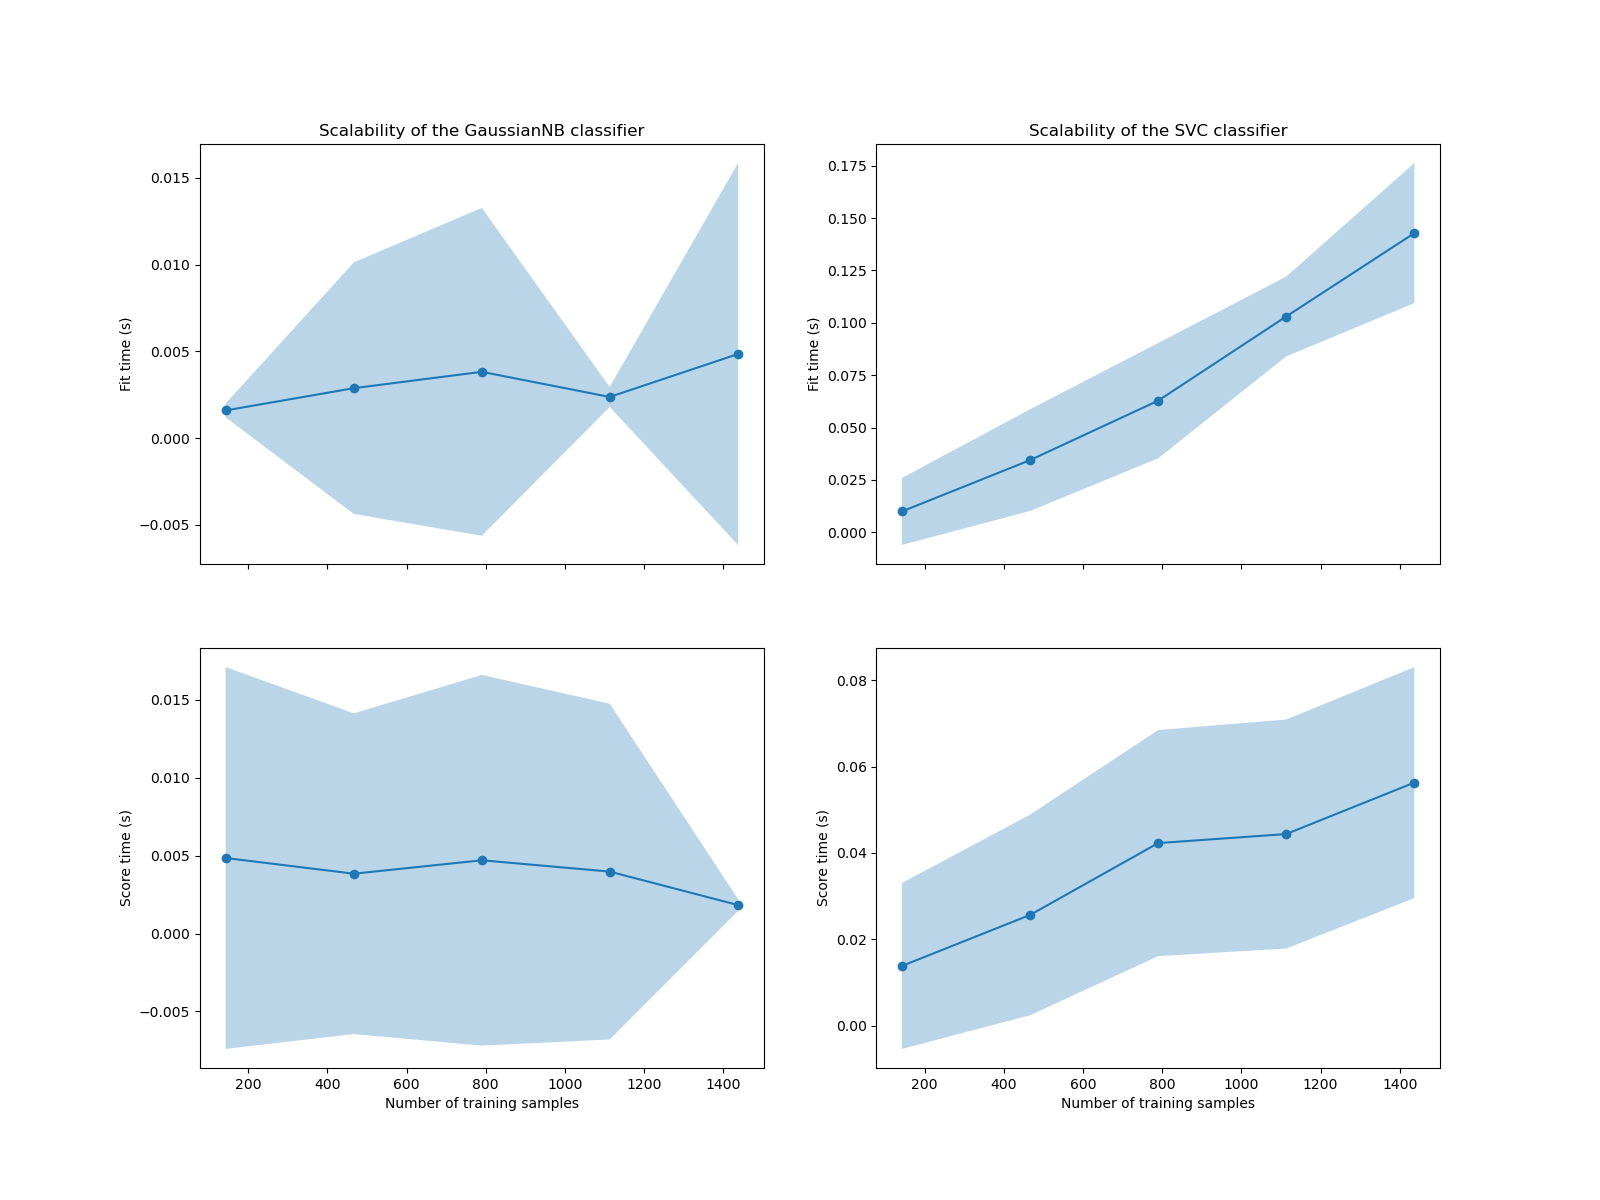 Scalability of the GaussianNB classifier
Fit time (s)
0.015
0.010
0.005
0.000
−0.005
Scalability of the SVC classifier
Fit time (s)
0.175
0.150
0.125
0.100
0.075
0.050
0.025
0.000
Score time (s)
0.015
0.010
0.005
0.000
−0.005
200 400 600 800 1000 1200 1400
Number of training samples
Score time (s)
0.08
0.06
0.04
0.02
0.00
200 400 600 800 1000 1200 1400
Number of training samples